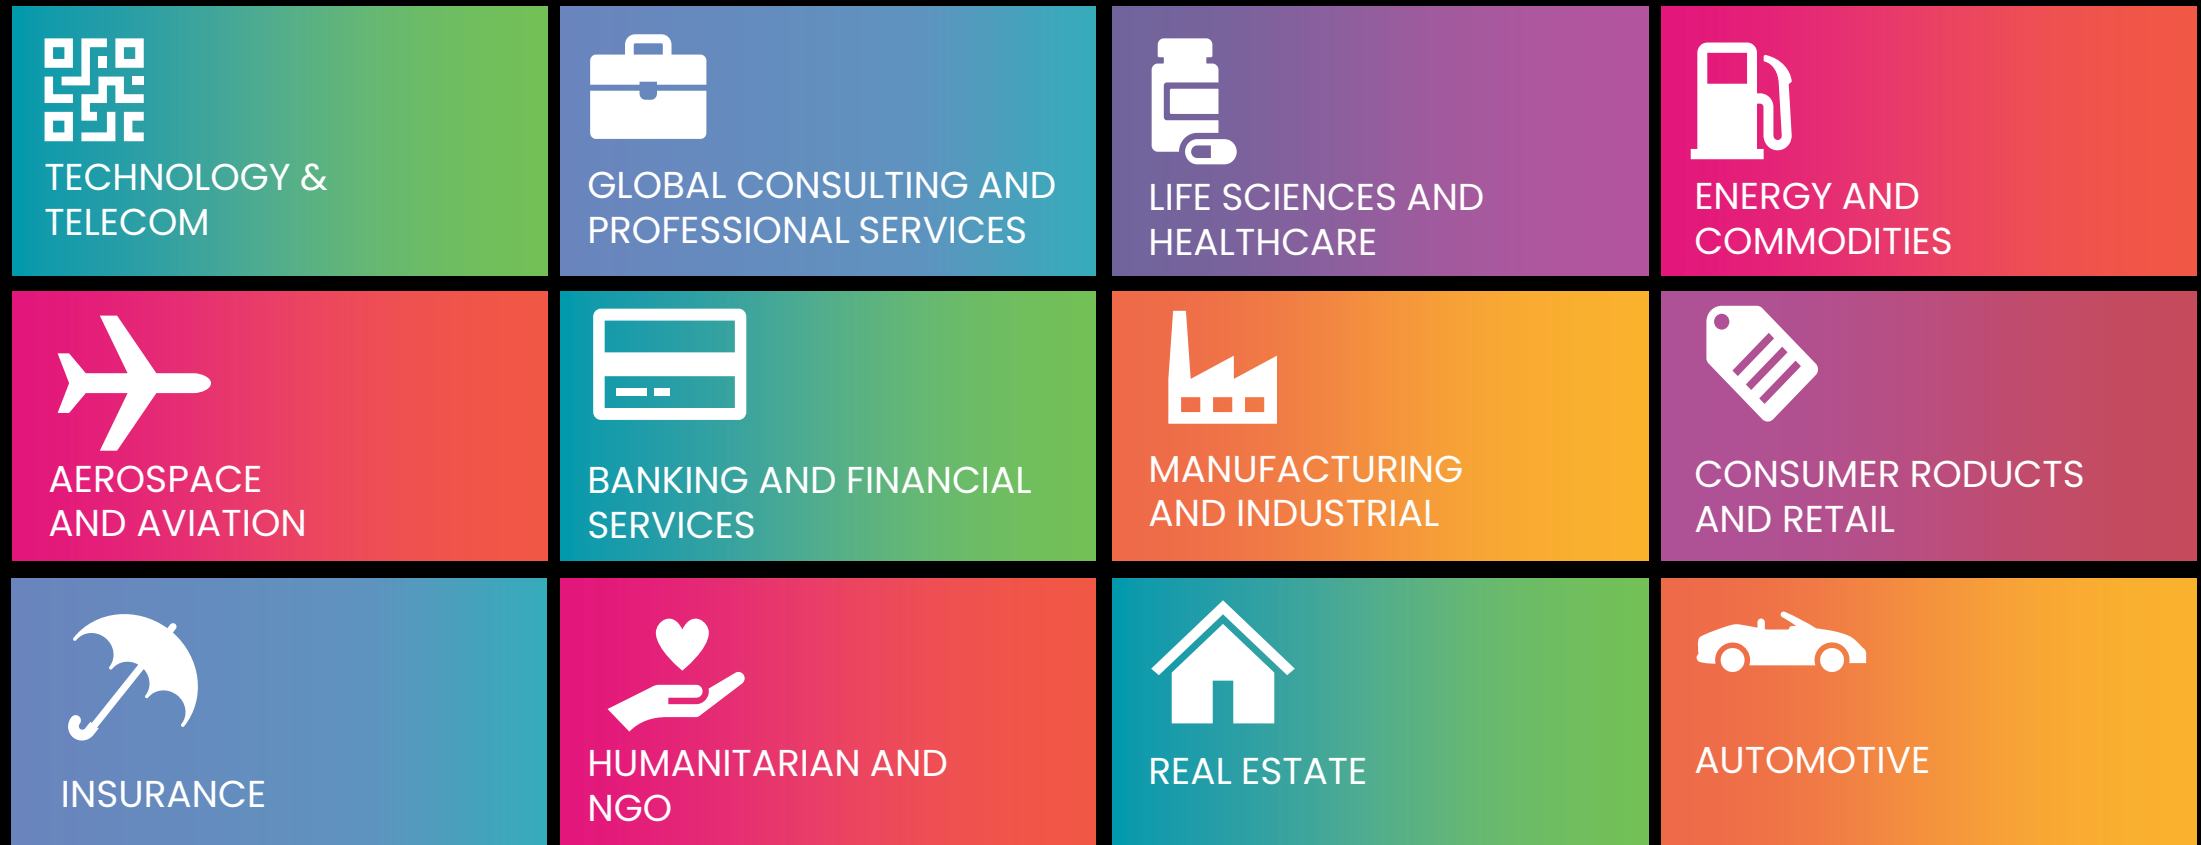 TECHNOLOGY &
TELECOM
GLOBAL CONSULTING AND
PROFESSIONAL SERVICES
LIFE SCIENCES AND
HEALTHCARE
ENERGY AND
COMMODITIES
AEROSPACE
AND AVIATION
BANKING AND FINANCIAL
SERVICES
MANUFACTURING
AND INDUSTRIAL
CONSUMER RODUCTS
AND RETAIL
INSURANCE
HUMANITARIAN AND
NGO
REAL ESTATE
AUTOMOTIVE